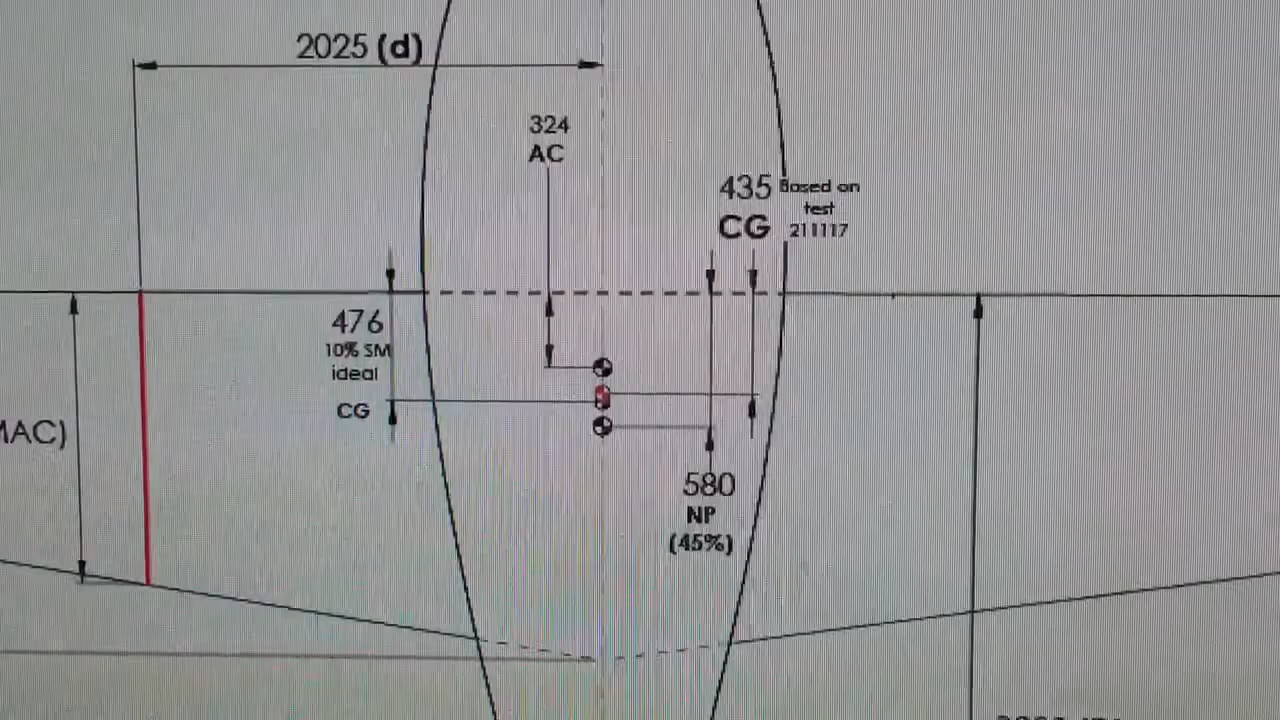 2025 (d)
324
AC
435 Based on
test
CG 211117
476
10% SM
ideal
CG
MAC)
580
NP
(45%)